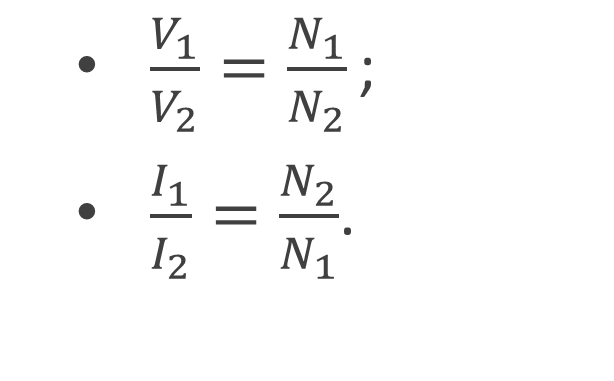 • V₁/V₂ = N₁/N₂ ;
• I₁/I₂ = N₂/N₁ .